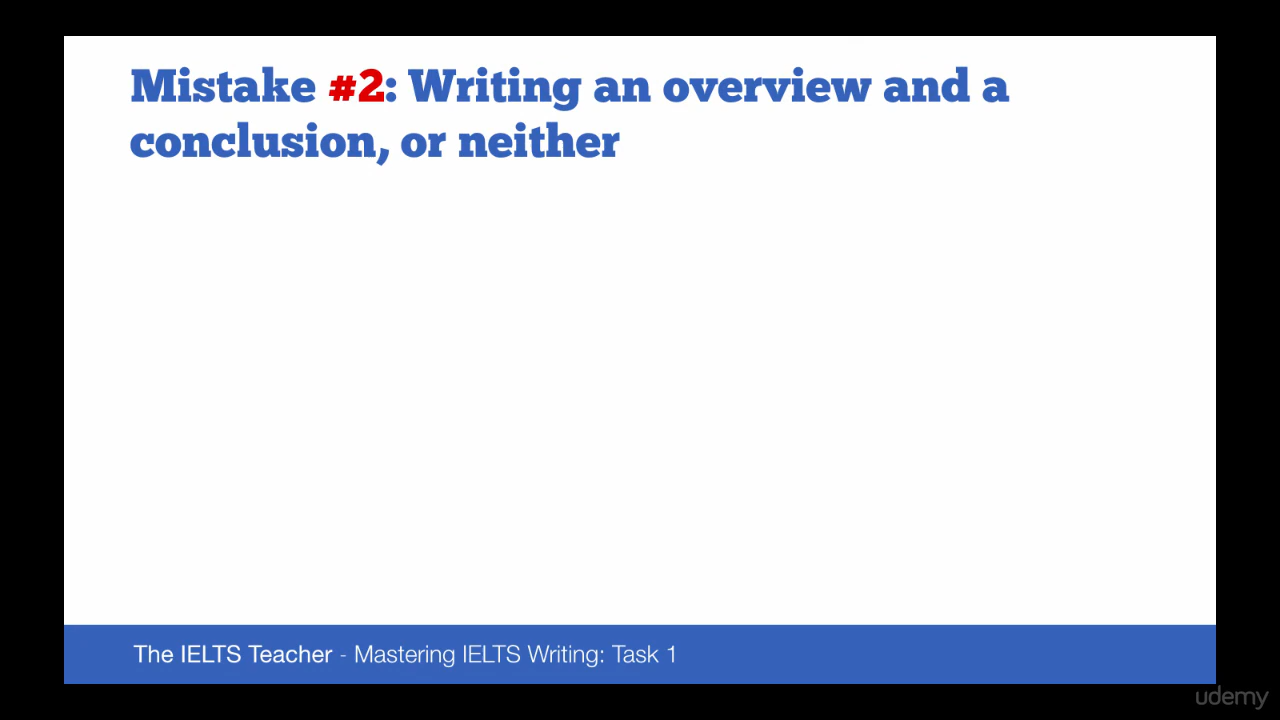 Mistake #2: Writing an overview and a
conclusion, or neither
The IELTS Teacher - Mastering IELTS Writing: Task 1
udemy